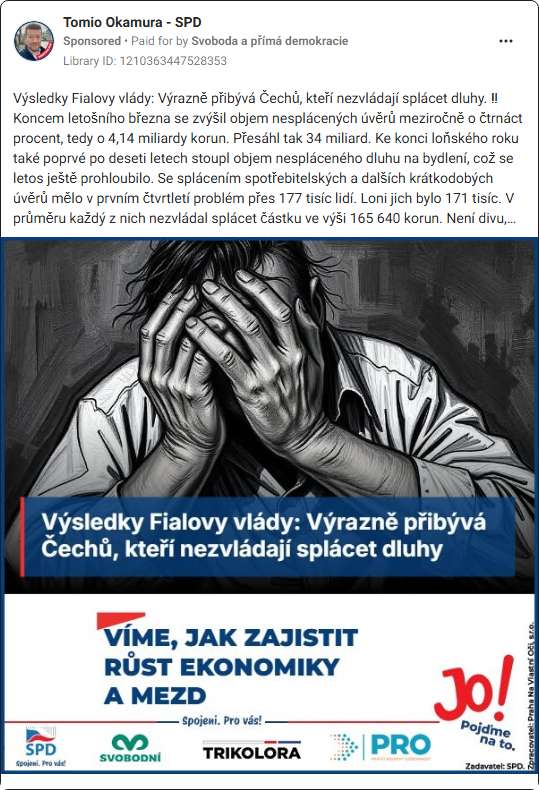 Tomio Okamura - SPD
Sponsored • Paid for by Svoboda a přímá demokracie
Library ID: 1210363447528353
Výsledky Fialovy vlády: Výrazně přibývá Čechů, kteří nezvládají splácet dluhy. ‼
Koncem letošního března se zvýšil objem nesplácených úvěrů meziročně o čtrnáct
procent, tedy o 4,14 miliardy korun. Přesáhl tak 34 miliard. Ke konci loňského roku
také poprvé po deseti letech stoupl objem nespláceného dluhu na bydlení, což se
letos ještě prohloubilo. Se splácením spotřebitelských a dalších krátkodobých
úvěrů mělo v prvním čtvrtletí problém přes 177 tisíc lidí. Loni jich bylo 171 tisíc. V
průměru každý z nich nezvládal splácet částku ve výši 165 640 korun. Není divu,...
Výsledky Fialovy vlády: Výrazně přibývá
Čechů, kteří nezvládají splácet dluhy
VÍME, JAK ZAJISTIT
RŮST EKONOMIKY
A MEZD
Spojeni. Pro vás!
Jo!
Pojďme
na to.
SPD
Spojeni. Pro vás!
SVOBODNÍ
TRIKOLORA
PRO
Zadavatel: SPD.
Zpracovatel: Praha Na Vlastní Oči, s.r.o.